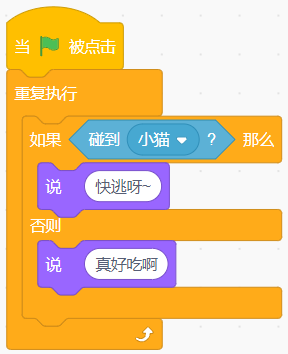 当 被点击
重复执行
如果 碰到 小猫 ? 那么
说 快逃呀~
否则
说 真好吃啊